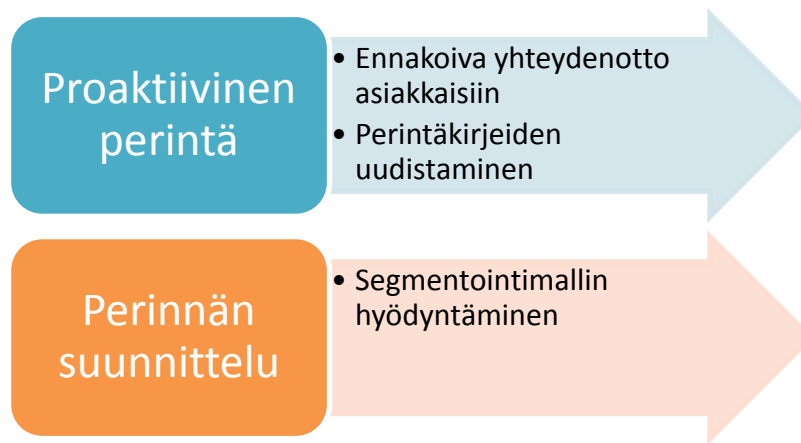 Proaktiivinen
perintä
• Ennakoiva yhteydenotto
asiakkaisiin
• Perintäkirjeiden
uudistaminen
Perinnän
suunnittelu
• Segmentointimallin
hyödyntäminen